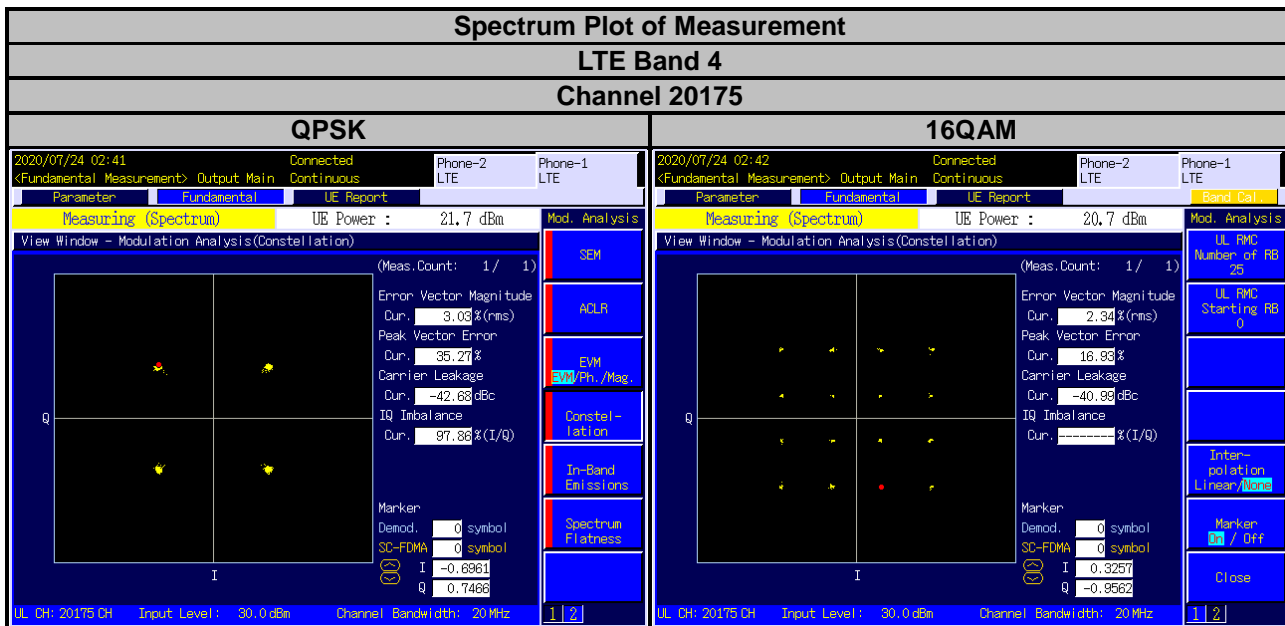 Spectrum Plot of Measurement
LTE Band 4
Channel 20175
QPSK
16QAM
2020/07/24 02:41 Connected Phone-2 Phone-1
<Fundamental Measurement> Output Main Continuous LTE LTE
Parameter Fundamental UE Report
Measuring (Spectrum) UE Power : 21.7 dBm Mod. Analysis
View Window - Modulation Analysis(Constellation)
(Meas.Count: 1/ 1)
Error Vector Magnitude
Cur. 3.03 %(rms)
Peak Vector Error
Cur. 35.27 %
Carrier Leakage
Cur. -42.68 dBc
IQ Imbalance
Cur. 97.86 %(I/Q)
Marker
Demod. 0 symbol
SC-FDMA 0 symbol
I -0.6961
Q 0.7466
Q
I
SEM
ACLR
EVM
EVM/Ph./Mag.
Constel-
lation
In-Band
Emissions
Spectrum
Flatness
UL CH: 20175 CH Input Level: 30.0 dBm Channel Bandwidth: 20 MHz 1 2
2020/07/24 02:42 Connected Phone-2 Phone-1
<Fundamental Measurement> Output Main Continuous LTE LTE
Parameter Fundamental UE Report Band Cal.
Measuring (Spectrum) UE Power : 20.7 dBm Mod. Analysis
View Window - Modulation Analysis(Constellation)
(Meas.Count: 1/ 1)
Error Vector Magnitude
Cur. 2.34 %(rms)
Peak Vector Error
Cur. 16.93 %
Carrier Leakage
Cur. -40.99 dBc
IQ Imbalance
Cur. -------- %(I/Q)
Marker
Demod. 0 symbol
SC-FDMA 0 symbol
I 0.3257
Q -0.9562
Q
I
UL RMC
Number of RB
25
UL RMC
Starting RB
0
Inter-
polation
Linear/None
Marker
On / Off
Close
UL CH: 20175 CH Input Level: 30.0 dBm Channel Bandwidth: 20 MHz 1 2